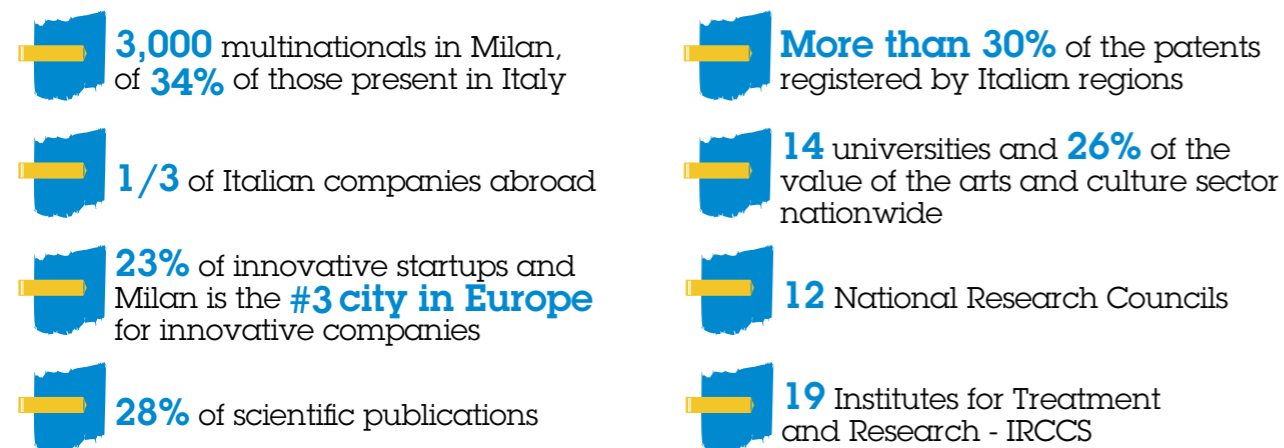 3,000 multinationals in Milan,
of 34% of those present in Italy
1/3 of Italian companies abroad
23% of innovative startups and
Milan is the #3 city in Europe
for innovative companies
28% of scientific publications
More than 30% of the patents
registered by Italian regions
14 universities and 26% of the
value of the arts and culture sector
nationwide
12 National Research Councils
19 Institutes for Treatment
and Research - IRCCS